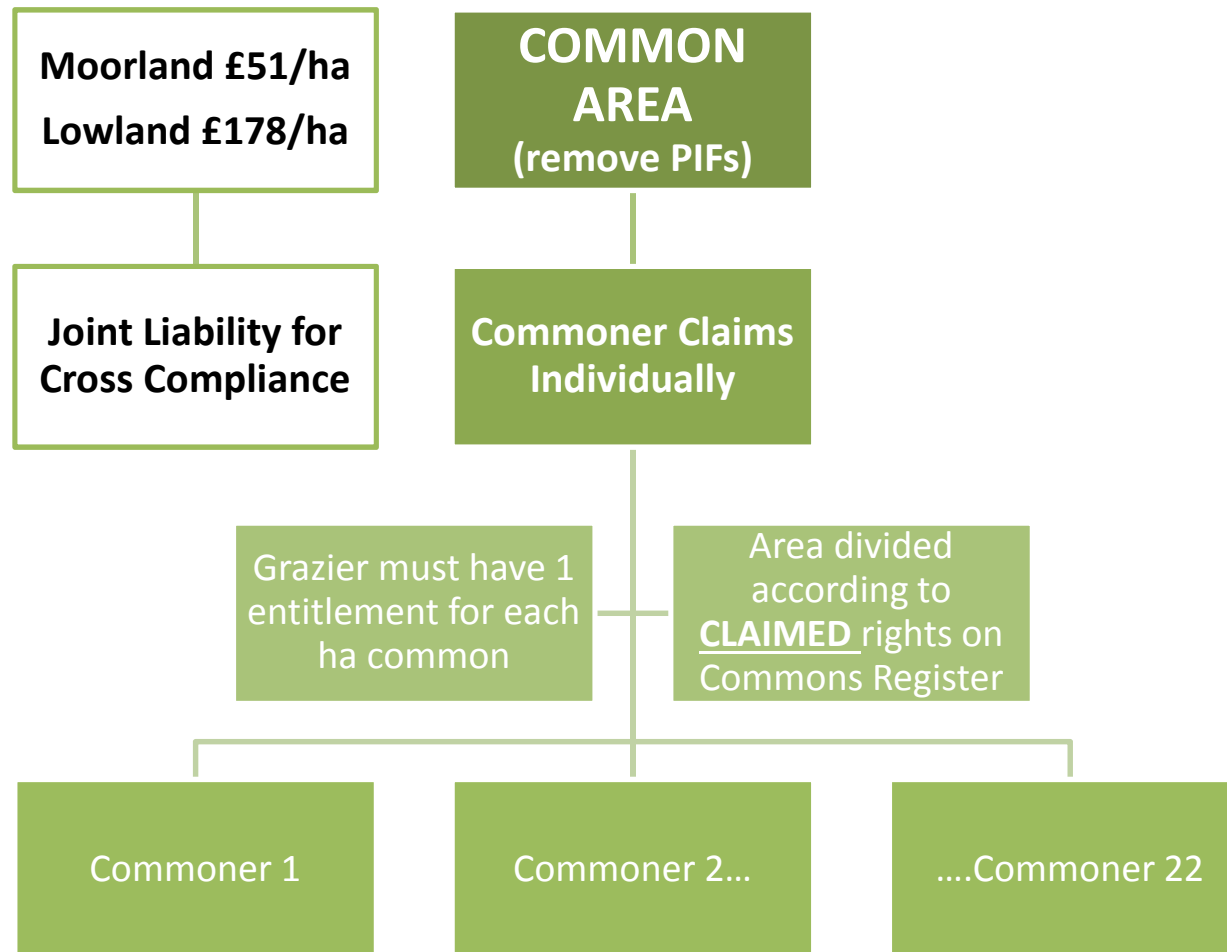 Moorland £51/ha
Lowland £178/ha
COMMON
AREA
(remove PIFs)
Joint Liability for
Cross Compliance
Commoner Claims
Individually
Grazier must have 1
entitlement for each
ha common
Area divided
according to
CLAIMED rights on
Commons Register
Commoner 1
Commoner 2…
….Commoner 22